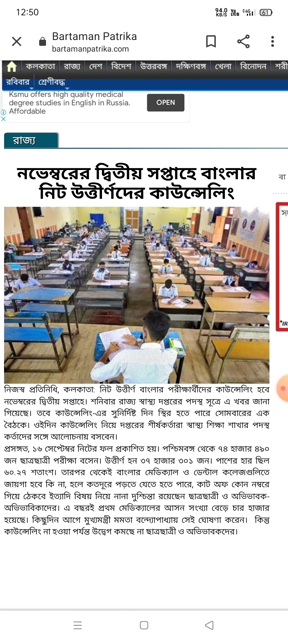 12:50
Bartaman Patrika
bartamanpatrika.com
কলকাতা রাজ্য দেশ বিদেশ উত্তরবঙ্গ দক্ষিণবঙ্গ খেলা বিনোদন
রবিবার শ্রেণীবদ্ধ
Ksmu offers high quality medical
degree studies in English in Russia.
Affordable
OPEN
রাজ্য
নভেম্বরের দ্বিতীয় সপ্তাহে বাংলার
নিট উত্তীর্ণদের কাউন্সেলিং
নিজস্ব প্রতিনিধি, কলকাতা: নিট উত্তীর্ণ বাংলার পরীক্ষার্থীদের কাউন্সেলিং হবে
নভেম্বরের দ্বিতীয় সপ্তাহে। শনিবার রাজ্য স্বাস্থ্য দপ্তরের পদস্থ সূত্রে এ খবর জানা
গিয়েছে। তবে কাউন্সেলিং-এর সুনির্দিষ্ট দিন স্থির হতে পারে সোমবারের এক
বৈঠকে। ওইদিন কাউন্সেলিং নিয়ে দপ্তরের শীর্ষকর্তারা স্বাস্থ্য শিক্ষা শাখার পদস্থ
কর্তাদের সঙ্গে আলোচনায় বসবেন।
প্রসঙ্গত, ১৬ সেপ্টেম্বর নিটের ফল প্রকাশিত হয়। পশ্চিমবঙ্গ থেকে ৭৪ হাজার ৪৯০
জন ছাত্রছাত্রী পরীক্ষা বসেন। উত্তীর্ণ হন ৩৭ হাজার ৩৩১ জন। পাশের হার ছিল
৬০.২৭ শতাংশ। তারপর থেকেই বাংলার মেডিক্যাল ও ডেন্টাল কলেজগুলিতে
জায়গা হবে কি না, হলে কতদূরে পড়তে যেতে হতে পারে, কাট অফ কোন নম্বরে
গিয়ে ঠেকবে ইত্যাদি বিষয় নিয়ে নানা দুশ্চিন্তা রয়েছেন ছাত্রছাত্রী ও অভিভাবক-
অভিভাবিকাদের। এ বছরই প্রথম মেডিক্যালের আসন সংখ্যা বেড়ে চার হাজার
হয়েছে। কিছুদিন আগে মুখ্যমন্ত্রী মমতা বন্দ্যোপাধ্যায় সেই ঘোষণা করেন। কিন্তু
কাউন্সেলিং না হওয়া পর্যন্ত উদ্বেগ কমছে না ছাত্রছাত্রী ও অভিভাবকদের।